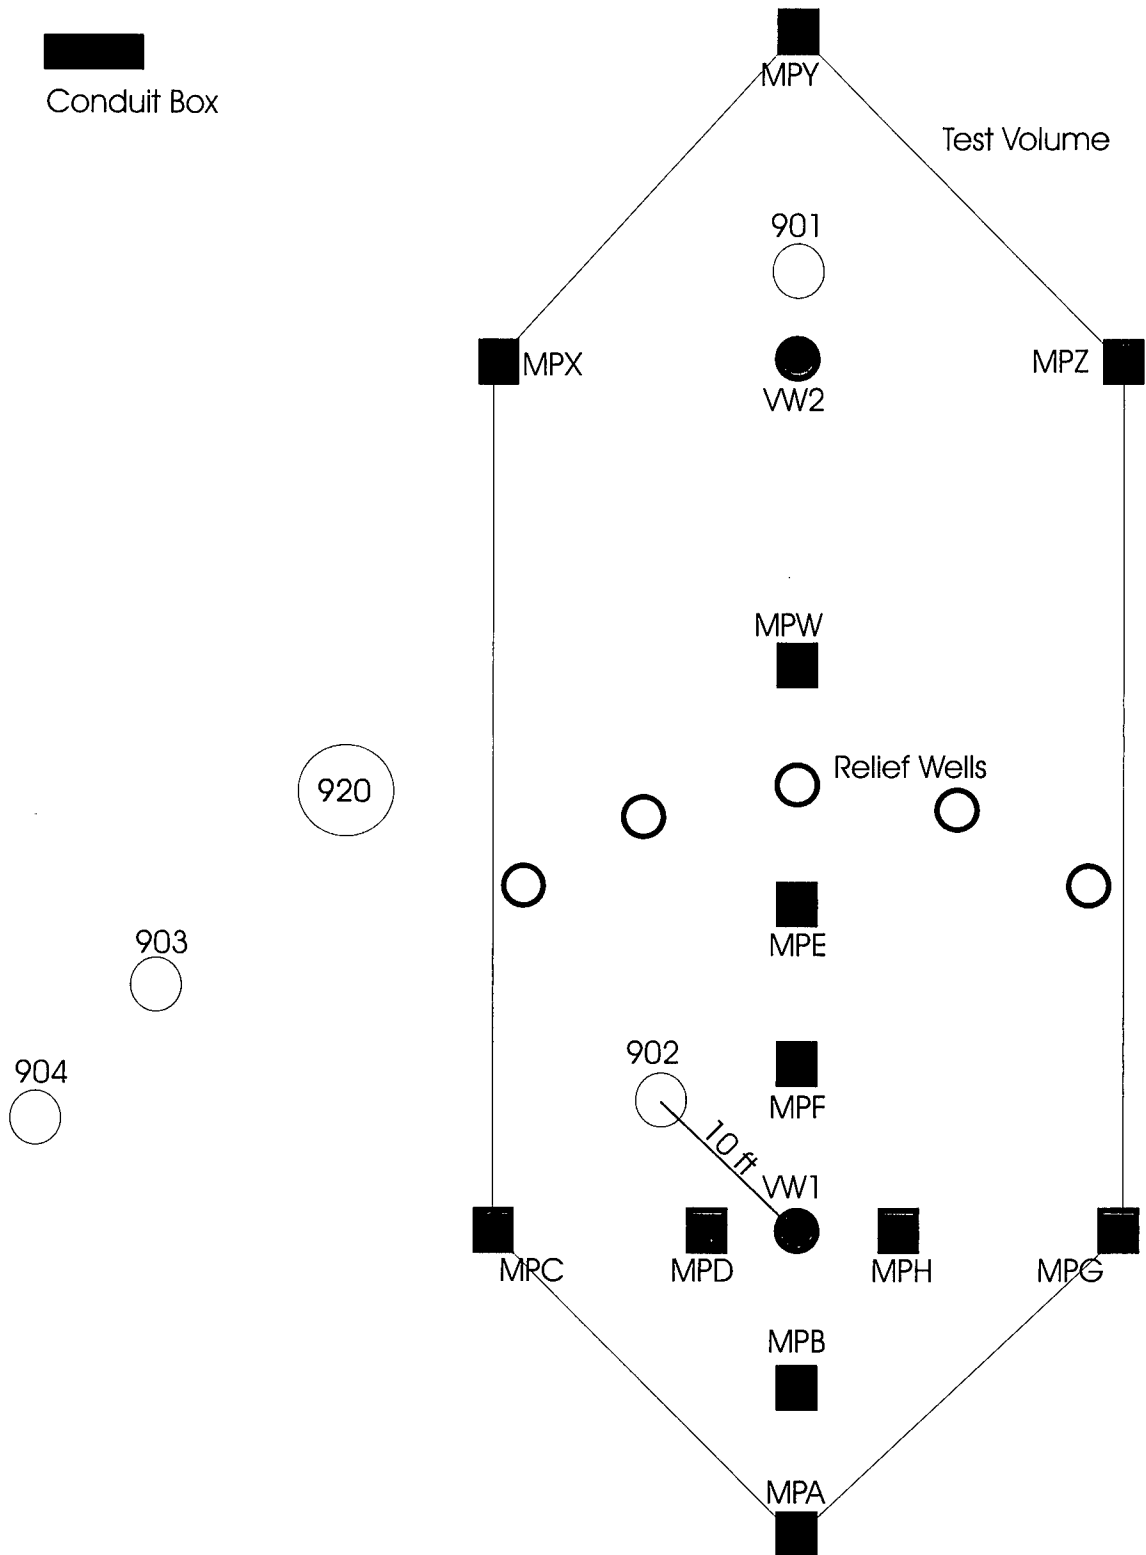 MPY
Conduit Box
Test Volume
901
MPX
MPZ
VW2
MPW
Relief Wells
920
903
MPE
902
904
MPF
10 ft
VW1
MPC
MPD
MPH
MPG
MPB
MPA